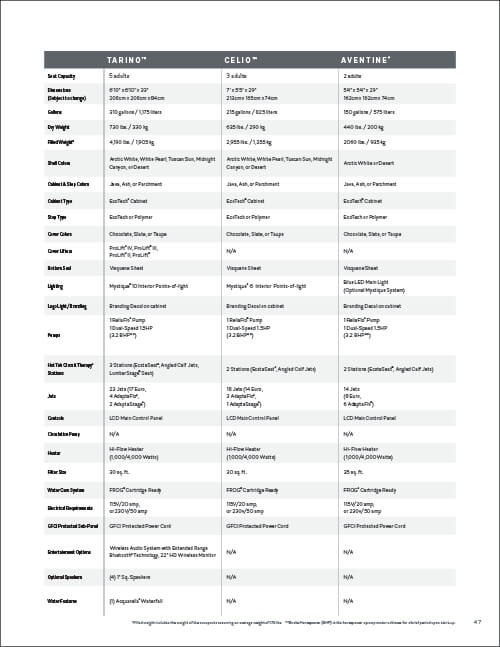 TARINO™ CELIO™ AVENTINE®
Seat Capacity 5 adults 3 adults 2 adults
Dimensions 6'10" x 6'10" x 33" 7' x 5'5" x 29" 5'4" x 5'4" x 29"
(Subject to change) 208cm x 208cm x 84cm 213cm x 165cm x 74cm 162cm x 162cm x 74cm
Gallons 310 gallons / 1,175 liters 215 gallons / 825 liters 150 gallons / 575 liters
Dry Weight 730 lbs. / 330 kg 635 lbs. / 290 kg 440 lbs. / 200 kg
Filled Weight* 4,190 lbs. / 1,905 kg 2,955 lbs. / 1,355 kg 2060 lbs. / 935 kg
Shell Colors Arctic White, White Pearl, Tuscan Sun, Midnight Arctic White, White Pearl, Tuscan Sun, Midnight Arctic White or Desert
Canyon, or Desert Canyon, or Desert
Cabinet & Step Colors Java, Ash, or Parchment Java, Ash, or Parchment Java, Ash, or Parchment
Cabinet Type EcoTech® Cabinet EcoTech® Cabinet EcoTech® Cabinet
Step Type EcoTech or Polymer EcoTech or Polymer EcoTech or Polymer
Cover Colors Chocolate, Slate, or Taupe Chocolate, Slate, or Taupe Chocolate, Slate, or Taupe
Cover Lifters ProLift® IV, ProLift® III, N/A N/A
ProLift® II, ProLift®
Bottom Seal Visquene Sheet Visquene Sheet Visquene Sheet
Lighting Mystique® 10 Interior Points-of-light Mystique® 6 Interior Points-of-light Blue LED Main Light
(Optional Mystique System)
Logo Light / Branding Branding Decal on cabinet Branding Decal on cabinet Branding Decal on cabinet
Pumps 1 ReliaFlo® Pump 1 ReliaFlo® Pump 1 ReliaFlo® Pump
1 Dual-Speed 1.5HP 1 Dual-Speed 1.5HP 1 Dual-Speed 1.5HP
(3.2 BHP**) (3.2 BHP**) (3.2 BHP**)
Hot Tub Circuit Therapy® 3 Stations (EcstaSeat®, Angled Calf Jets, 2 Stations (EcstaSeat®, Angled Calf Jets) 2 Stations (EcstaSeat®, Angled Calf Jets)
Stations LumbarStage® Seat)
Jets 23 Jets (17 Euro, 18 Jets (14 Euro, 14 Jets
4 AdaptaFlo®, 3 AdaptaFlo®, (8 Euro,
2 AdaptaStage®) 1 AdaptaStage®) 6 AdaptaFlo®)
Controls LCD Main Control Panel LCD Main Control Panel LCD Main Control Panel
Circulation Pump N/A N/A N/A
Heater Hi-Flow Heater Hi-Flow Heater Hi-Flow Heater
(1,000/4,000 Watts) (1,000/4,000 Watts) (1,000/4,000 Watts)
Filter Size 30 sq. ft. 30 sq. ft. 35 sq. ft.
Water Care System FROG® Cartridge Ready FROG® Cartridge Ready FROG® Cartridge Ready
Electrical Requirements 115V/20 amp, 115V/20 amp, 115V/20 amp,
or 230V/50 amp or 230v/50 amp or 230v/50 amp
GFCI Protected Sub-Panel GFCI Protected Power Cord GFCI Protected Power Cord GFCI Protected Power Cord
Entertainment Options Wireless Audio System with Extended Range N/A N/A
Bluetooth® Technology, 22" HD Wireless Monitor
Optional Speakers (4) 1" Sq. Speakers N/A N/A
Water Features (1) Acquarella® Waterfall N/A N/A
47